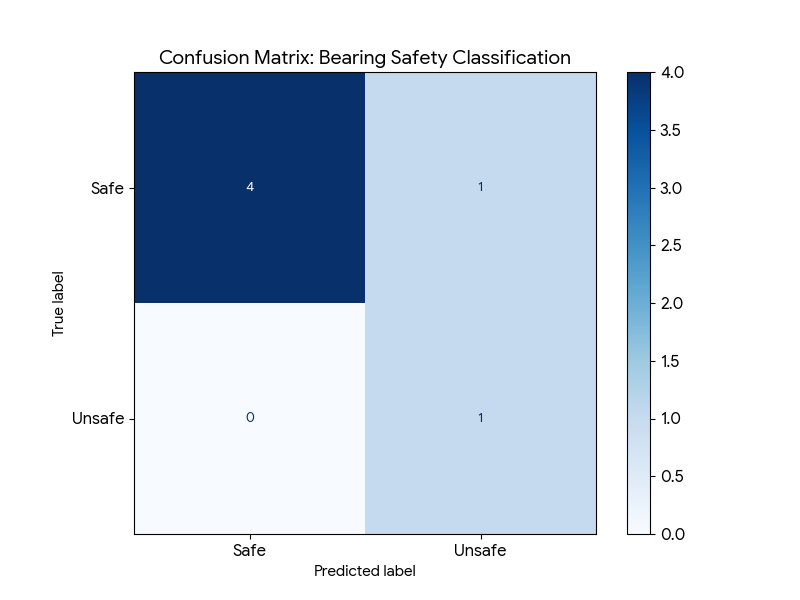 Confusion Matrix: Bearing Safety Classification
4.0
3.5
Safe
4
1
3.0
2.5
True label
2.0
1.5
Unsafe
0
1
1.0
0.5
0.0
Safe
Unsafe
Predicted label